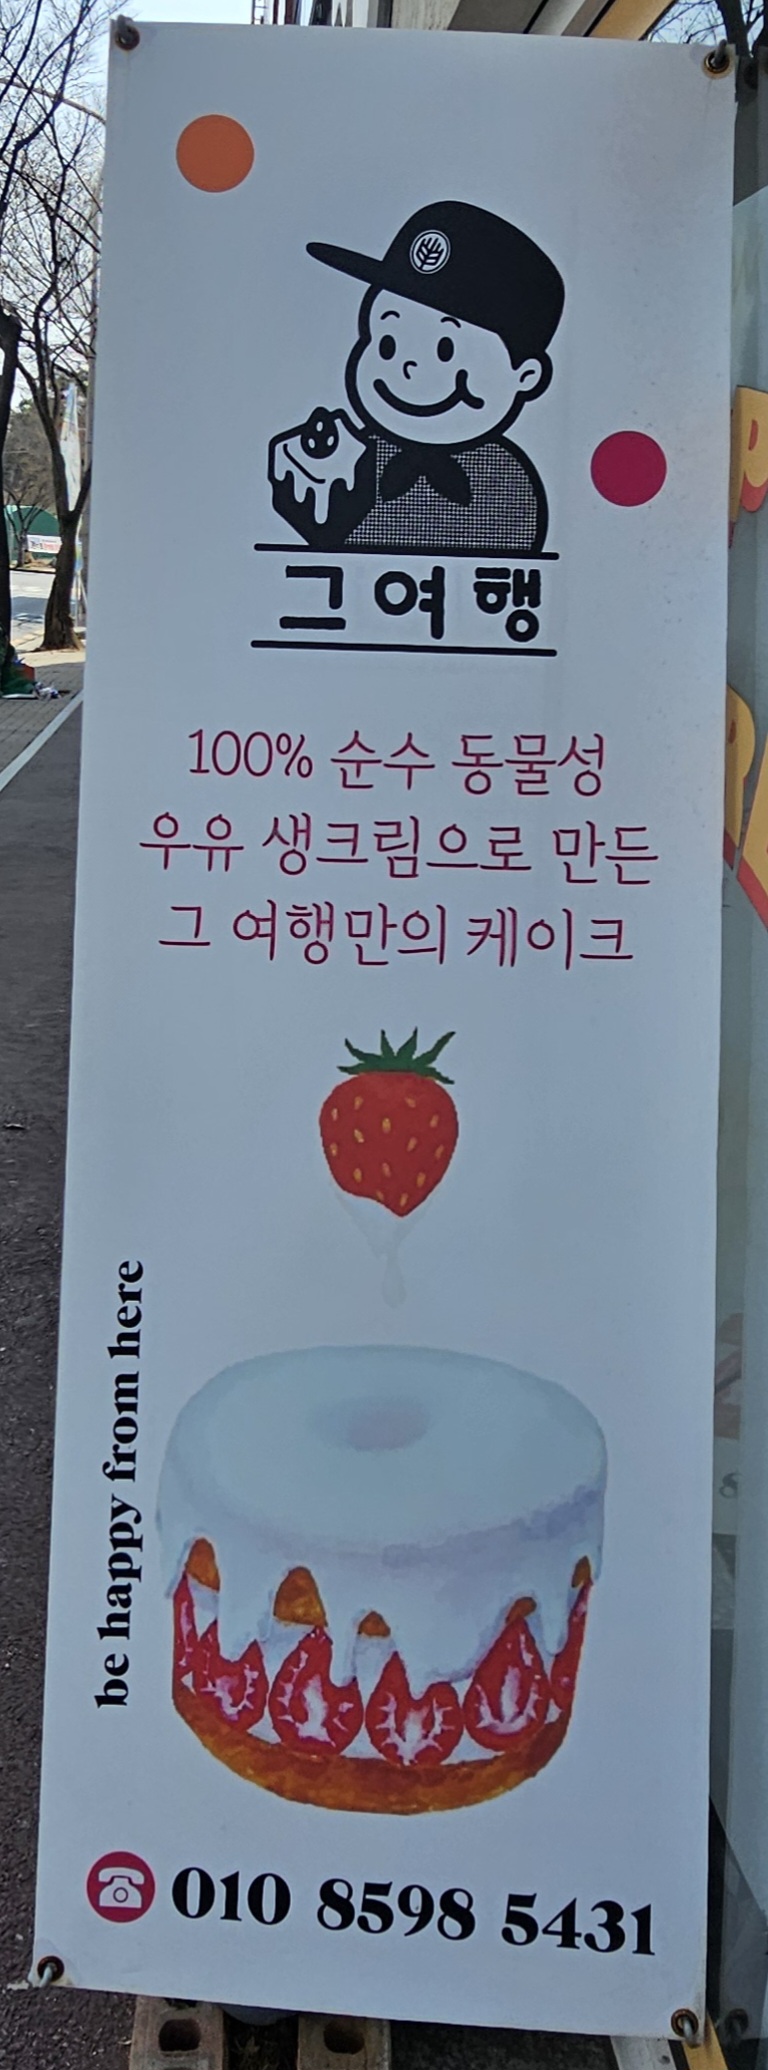 그여행
100% 순수 동물성
우유 생크림으로 만든
그 여행만의 케이크
be happy from here
010 8598 5431